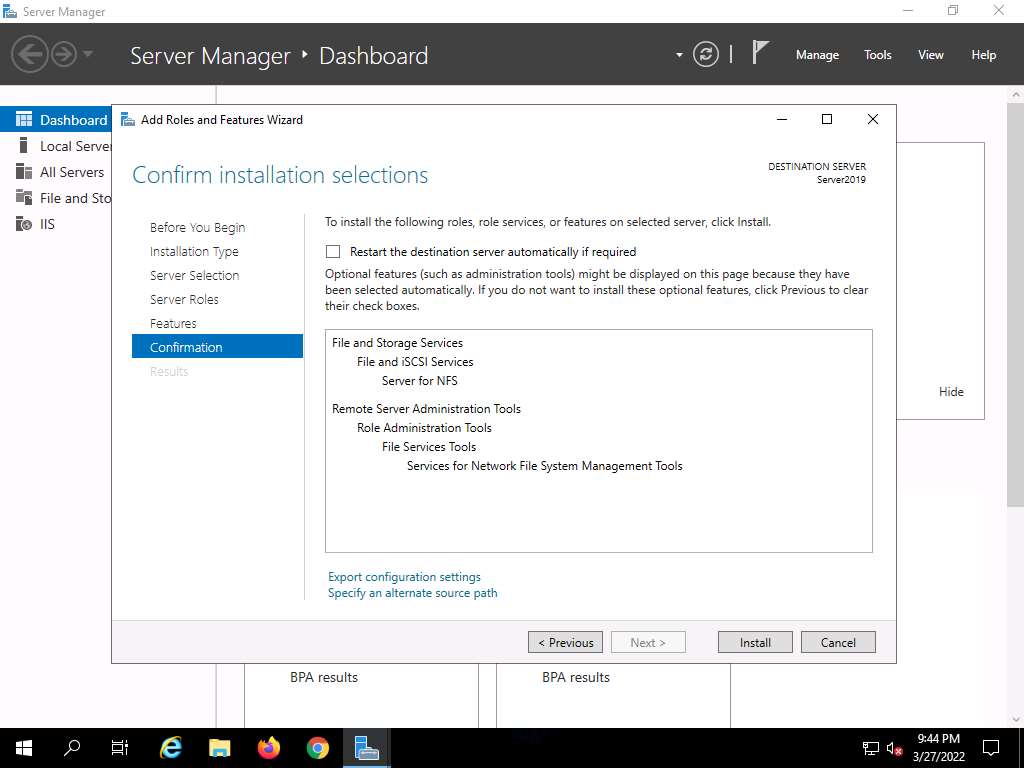 Server Manager
Server Manager ‣ Dashboard
Manage Tools View Help
Dashboard
Local Server
All Servers
File and Sto
IIS
Add Roles and Features Wizard
Confirm installation selections
DESTINATION SERVER
Server2019
Before You Begin
Installation Type
Server Selection
Server Roles
Features
Confirmation
Results
To install the following roles, role services, or features on selected server, click Install.
Restart the destination server automatically if required
Optional features (such as administration tools) might be displayed on this page because they have
been selected automatically. If you do not want to install these optional features, click Previous to clear
their check boxes.
File and Storage Services
File and iSCSI Services
Server for NFS
Remote Server Administration Tools
Role Administration Tools
File Services Tools
Services for Network File System Management Tools
Export configuration settings
Specify an alternate source path
< Previous Next > Install Cancel
Hide
BPA results BPA results
9:44 PM
3/27/2022